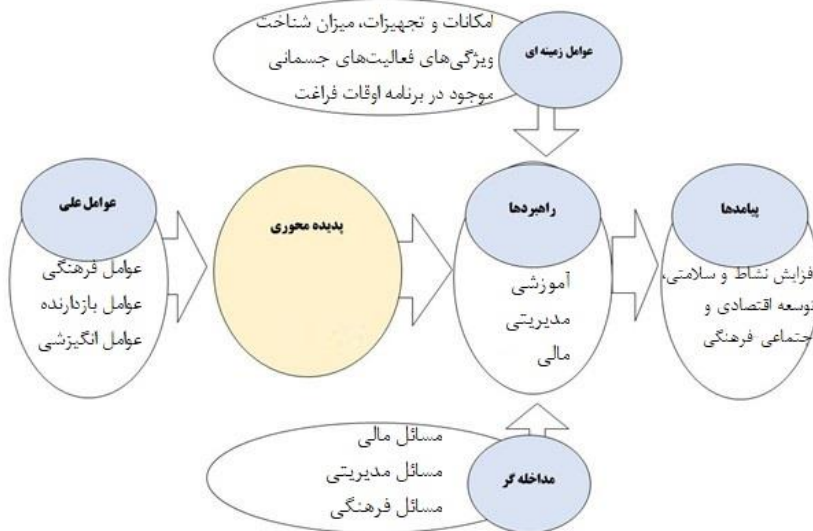 عوامل زمینه ای
امکانات و تجهیزات، میزان شناخت
ویژگی‌های فعالیت‌های جسمانی
موجود در برنامه اوقات فراغت
عوامل علی
عوامل فرهنگی
عوامل بازدارنده
عوامل انگیزشی
پدیده محوری
راهبردها
آموزشی
مدیریتی
مالی
پیامدها
فزایش نشاط و سلامتی،
توسعه اقتصادی و
جتماعی فرهنگی
مداخله گر
مسائل مالی
مسائل مدیریتی
مسائل فرهنگی